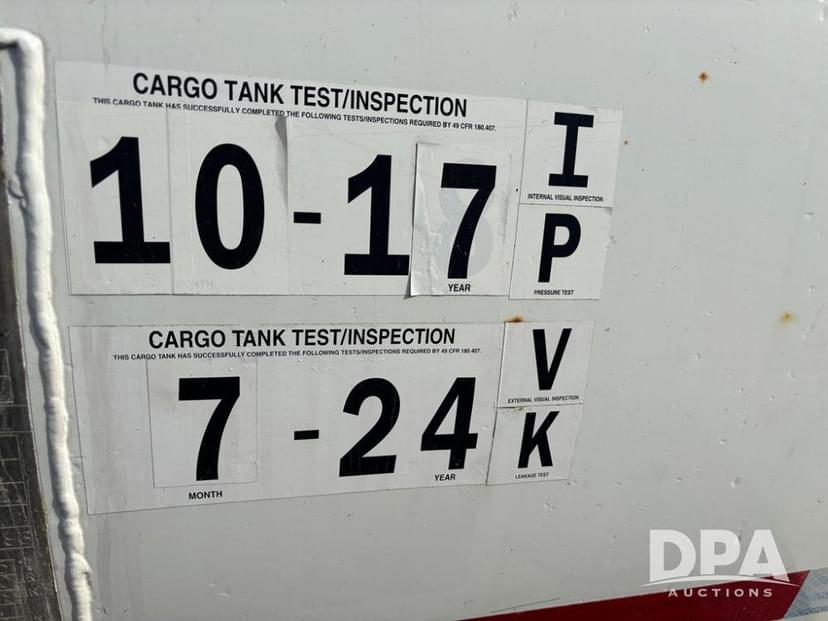 CARGO TANK TEST/INSPECTION
THIS CARGO TANK HAS SUCCESSFULLY COMPLETED THE FOLLOWING TESTS/INSPECTIONS REQUIRED BY 49 CFR 180.407.
10-17
YEAR
I
INTERNAL VISUAL INSPECTION
P
PRESSURE TEST
CARGO TANK TEST/INSPECTION
THIS CARGO TANK HAS SUCCESSFULLY COMPLETED THE FOLLOWING TESTS/INSPECTIONS REQUIRED BY 49 CFR 180.407.
7-24
MONTH
YEAR
V
EXTERNAL VISUAL INSPECTION
K
LEAKAGE TEST
DPA
AUCTIONS